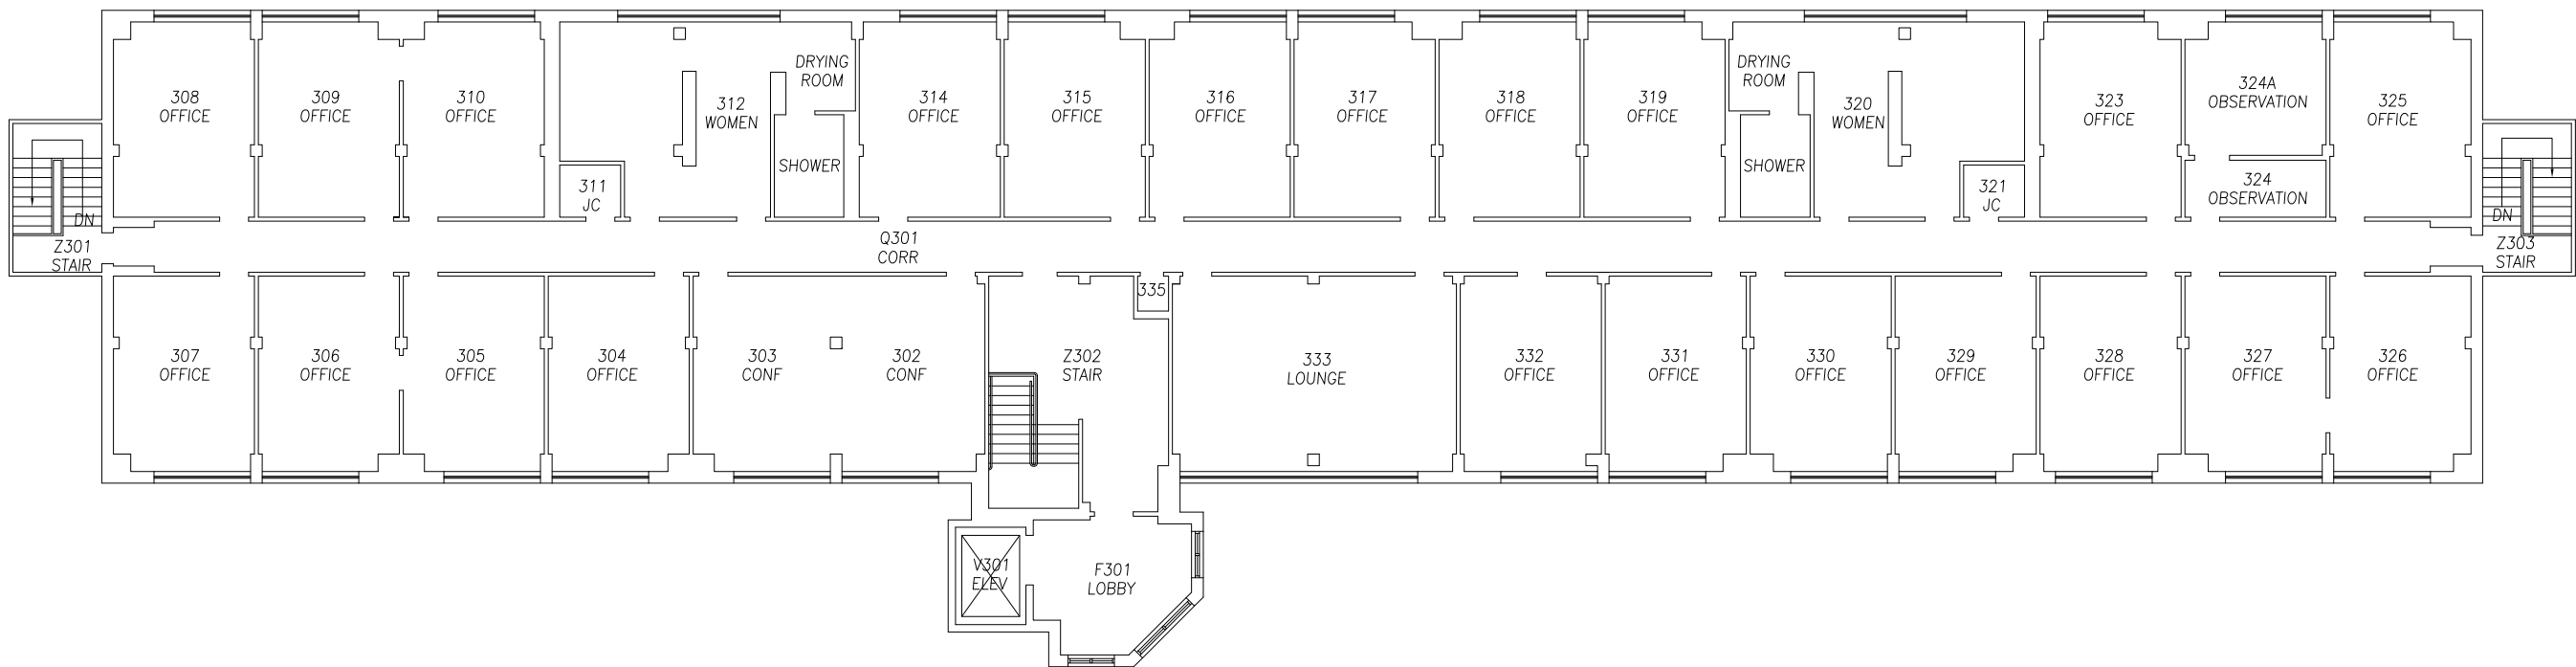 308
OFFICE
309
OFFICE
310
OFFICE
312
WOMEN
DRYING
ROOM
SHOWER
311
JC
314
OFFICE
315
OFFICE
316
OFFICE
317
OFFICE
318
OFFICE
319
OFFICE
DRYING
ROOM
SHOWER
320
WOMEN
321
JC
323
OFFICE
324A
OBSERVATION
324
OBSERVATION
325
OFFICE
DN
Z301
STAIR
Q301
CORR
DN
Z303
STAIR
307
OFFICE
306
OFFICE
305
OFFICE
304
OFFICE
303
CONF
302
CONF
Z302
STAIR
335
333
LOUNGE
332
OFFICE
331
OFFICE
330
OFFICE
329
OFFICE
328
OFFICE
327
OFFICE
326
OFFICE
V301
ELEV
F301
LOBBY